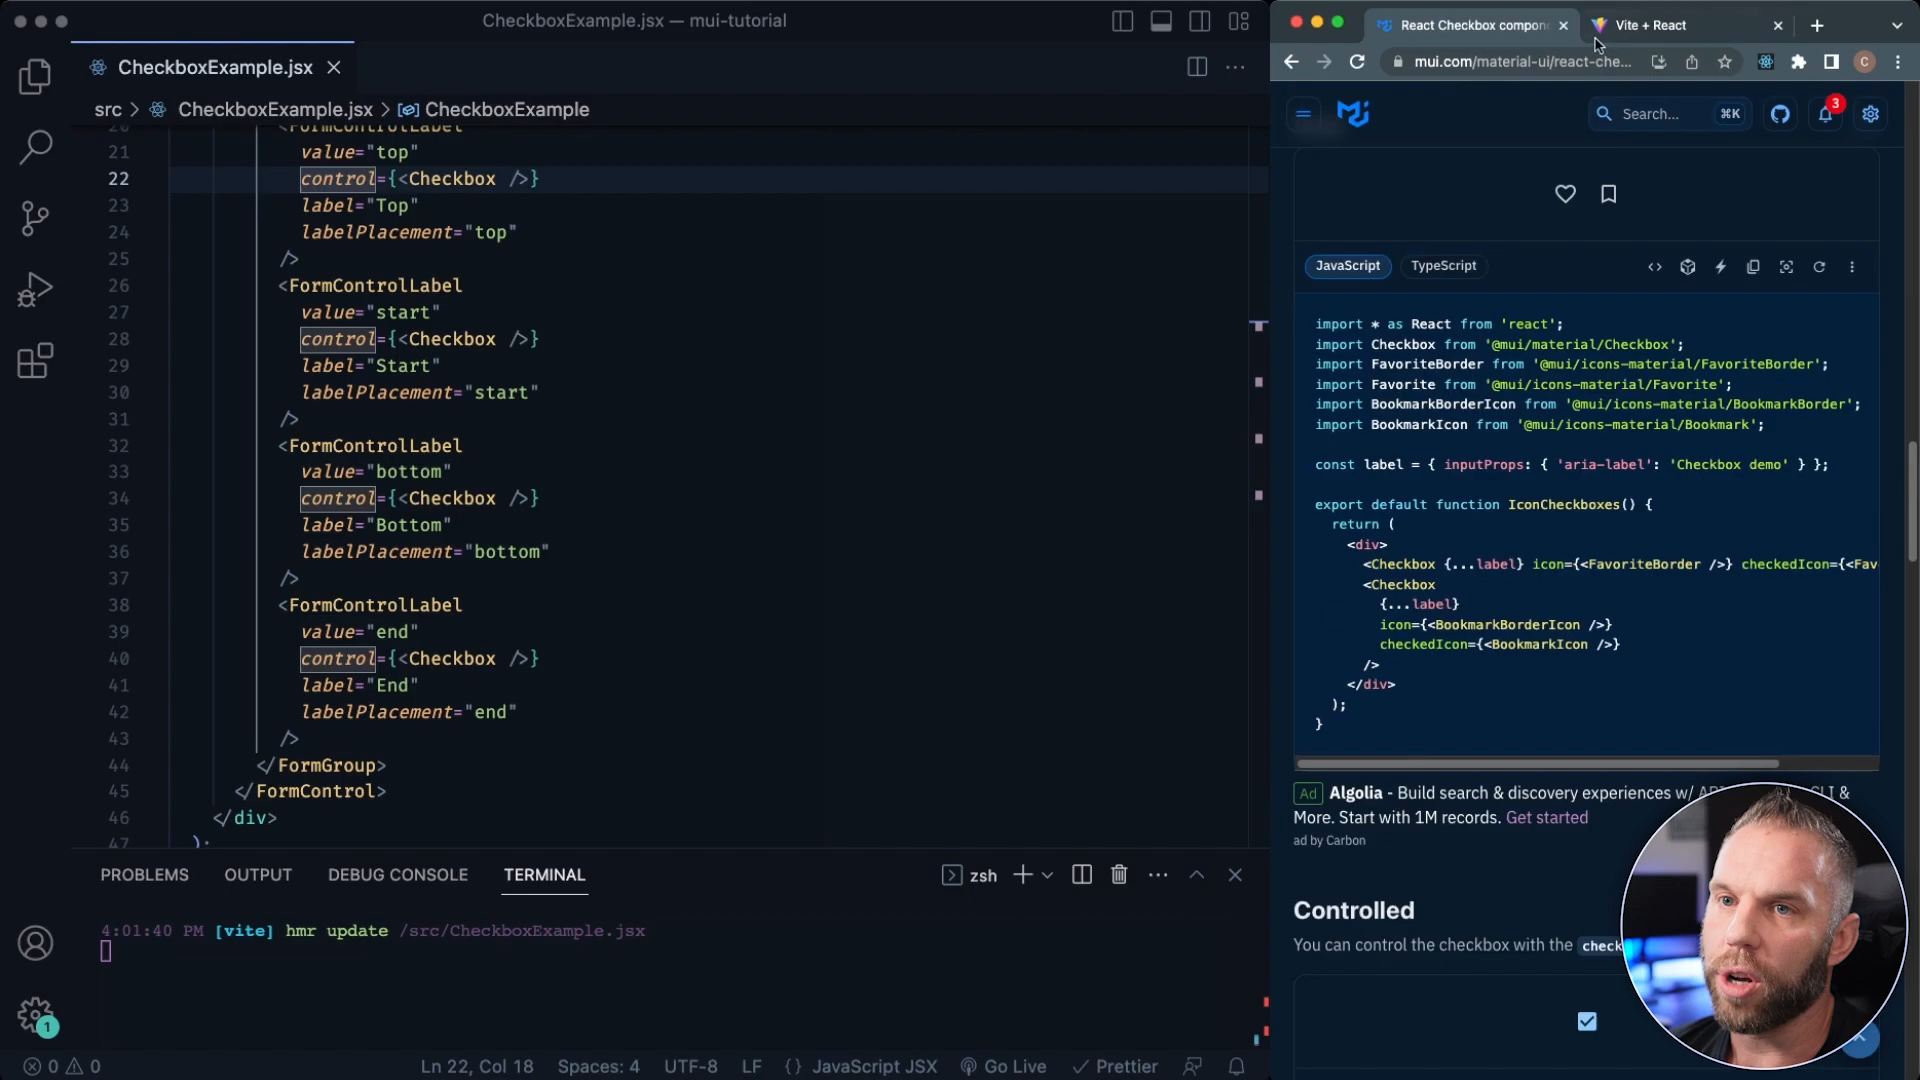 CheckboxExample.jsx — mui-tutorial
CheckboxExample.jsx
src > CheckboxExample.jsx > CheckboxExample
20 <FormControlLabel
21 value="top"
22 control={<Checkbox />}
23 label="Top"
24 labelPlacement="top"
25 />
26 <FormControlLabel
27 value="start"
28 control={<Checkbox />}
29 label="Start"
30 labelPlacement="start"
31 />
32 <FormControlLabel
33 value="bottom"
34 control={<Checkbox />}
35 label="Bottom"
36 labelPlacement="bottom"
37 />
38 <FormControlLabel
39 value="end"
40 control={<Checkbox />}
41 label="End"
42 labelPlacement="end"
43 />
44 </FormGroup>
45 </FormControl>
46 </div>
47 );
PROBLEMS OUTPUT DEBUG CONSOLE TERMINAL zsh
4:01:40 PM [vite] hmr update /src/CheckboxExample.jsx
1
0 0 Ln 22, Col 18 Spaces: 4 UTF-8 LF {} JavaScript JSX Go Live Prettier
React Checkbox compon Vite + React
mui.com/material-ui/react-che... C
Search... ⌘K 3
JavaScript TypeScript
import * as React from 'react';
import Checkbox from '@mui/material/Checkbox';
import FavoriteBorder from '@mui/icons-material/FavoriteBorder';
import Favorite from '@mui/icons-material/Favorite';
import BookmarkBorderIcon from '@mui/icons-material/BookmarkBorder';
import BookmarkIcon from '@mui/icons-material/Bookmark';
const label = { inputProps: { 'aria-label': 'Checkbox demo' } };
export default function IconCheckboxes() {
return (
<div>
<Checkbox {...label} icon={<FavoriteBorder />} checkedIcon={<Fav
<Checkbox
{...label}
icon={<BookmarkBorderIcon />}
checkedIcon={<BookmarkIcon />}
/>
</div>
);
}
Ad Algolia - Build search & discovery experiences w/ &
More. Start with 1M records. Get started
ad by Carbon
Controlled
You can control the checkbox with the check